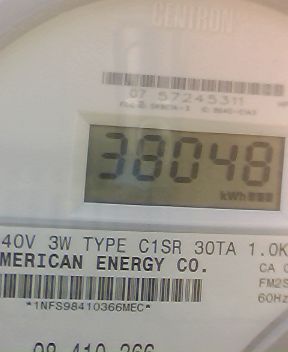 CENTRON
07 57245311
38048
kWh
40V 3W TYPE C1SR 30TA 1.0K
MERICAN ENERGY CO.
CA
FM2S
60Hz
*1NFS98410366MEC*
98 410 366